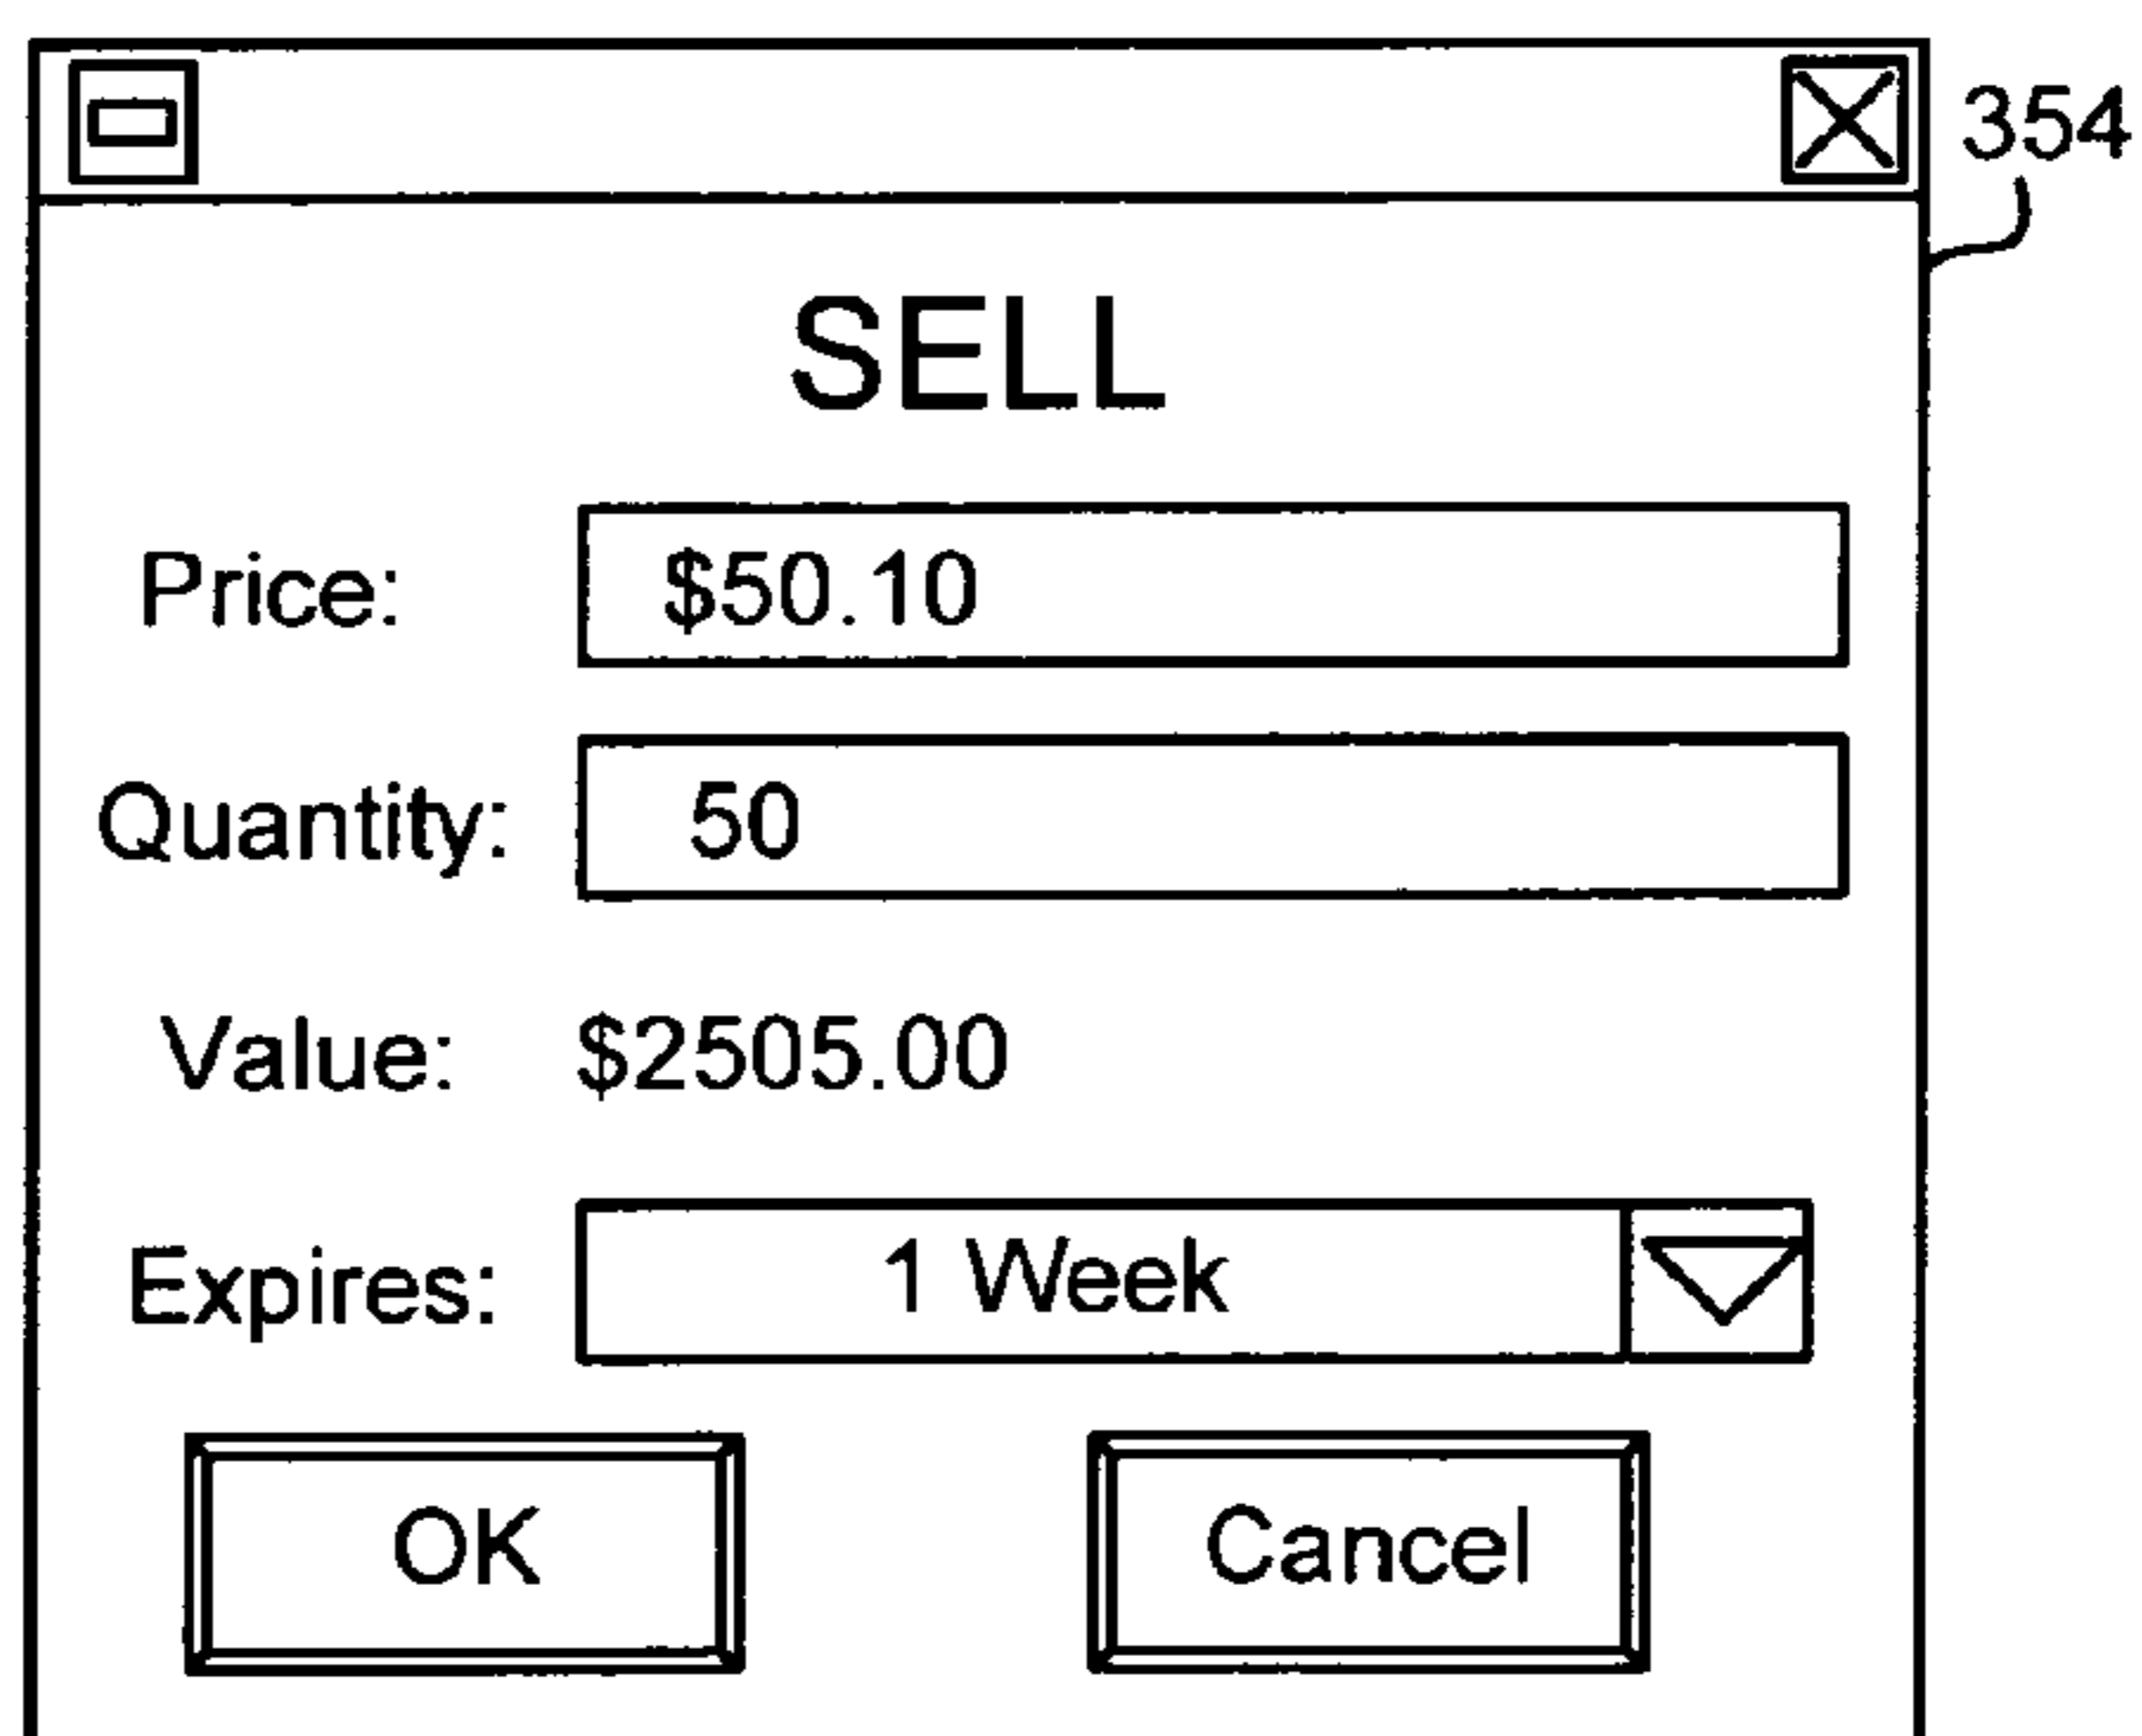 354
SELL
Price: $50.10
Quantity: 50
Value: $2505.00
Expires: 1 Week
OK Cancel